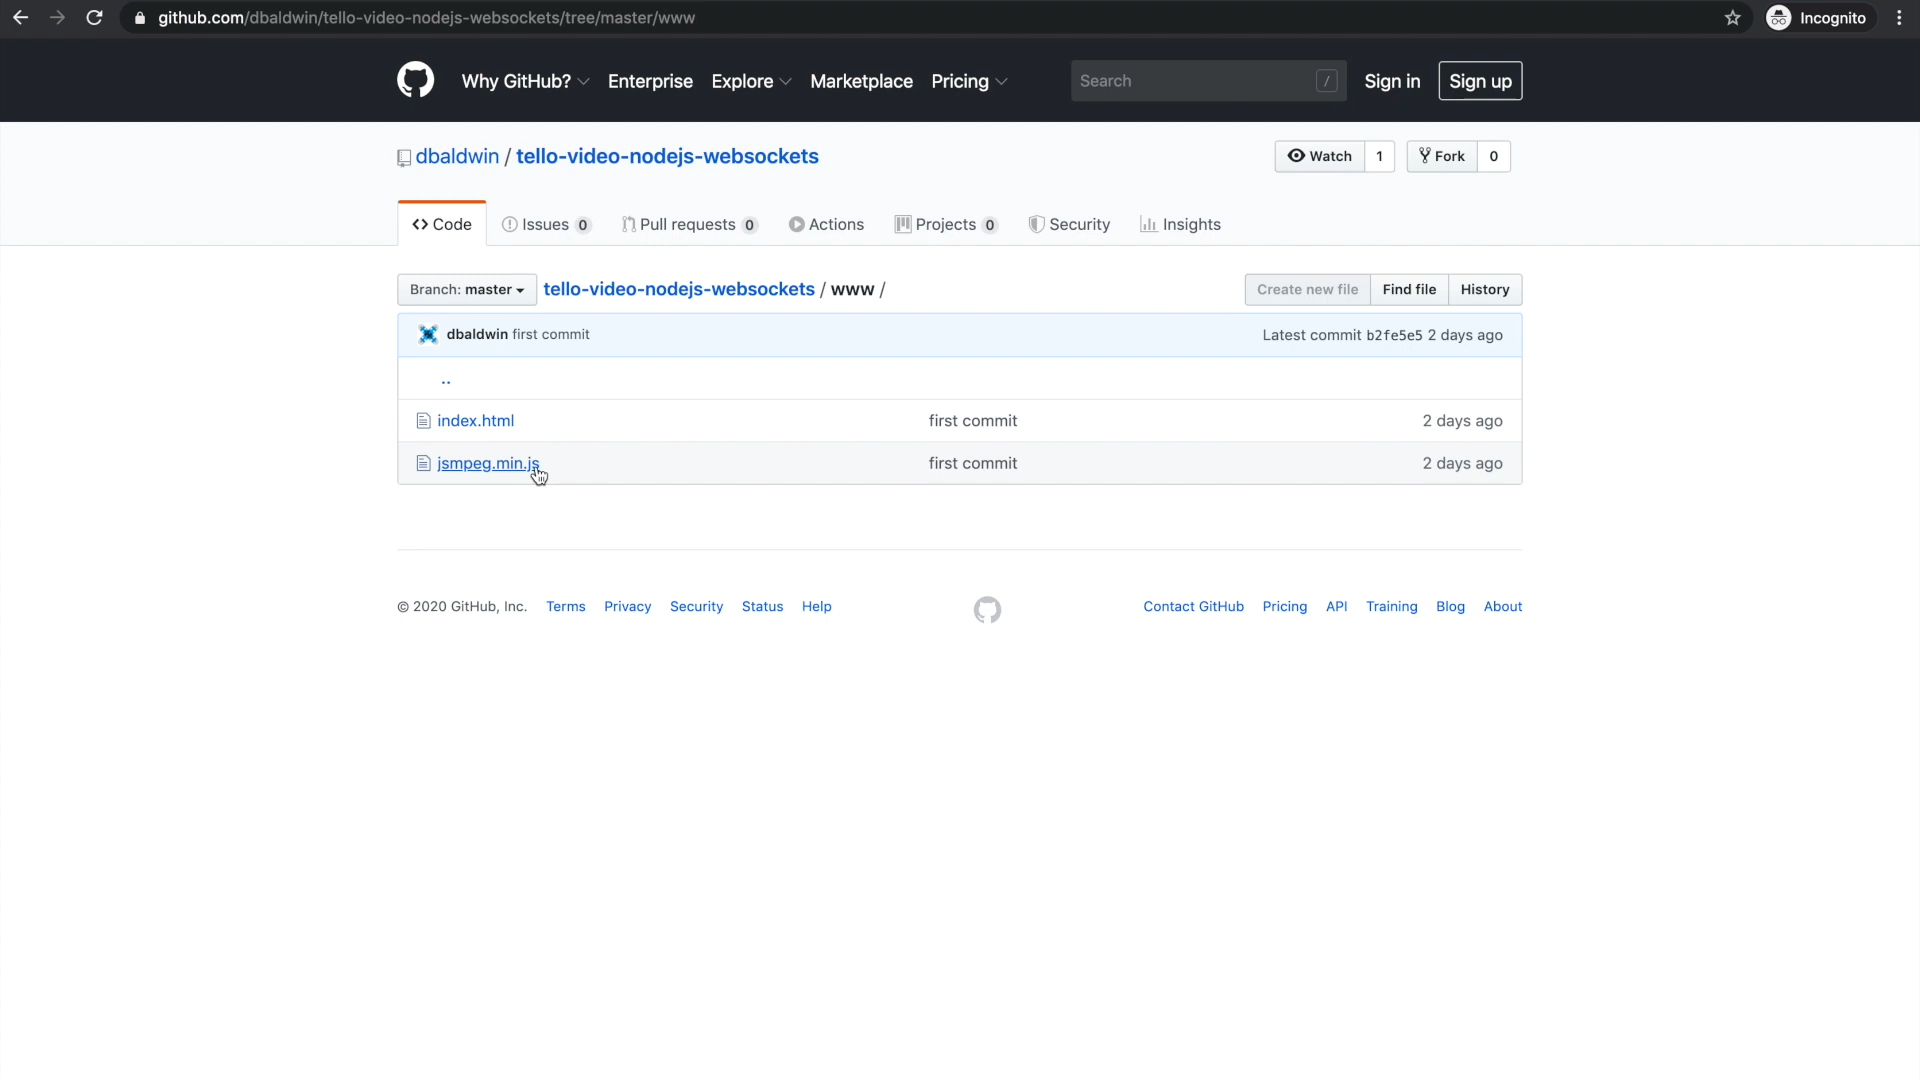 github.com/dbaldwin/tello-video-nodejs-websockets/tree/master/www
Incognito
Why GitHub? Enterprise Explore Marketplace Pricing
Search /
Sign in Sign up
dbaldwin / tello-video-nodejs-websockets
Watch 1 Fork 0
Code Issues 0 Pull requests 0 Actions Projects 0 Security Insights
Branch: master tello-video-nodejs-websockets / www /
Create new file Find file History
dbaldwin first commit Latest commit b2fe5e5 2 days ago
..
index.html first commit 2 days ago
jsmpeg.min.js first commit 2 days ago
© 2020 GitHub, Inc. Terms Privacy Security Status Help Contact GitHub Pricing API Training Blog About